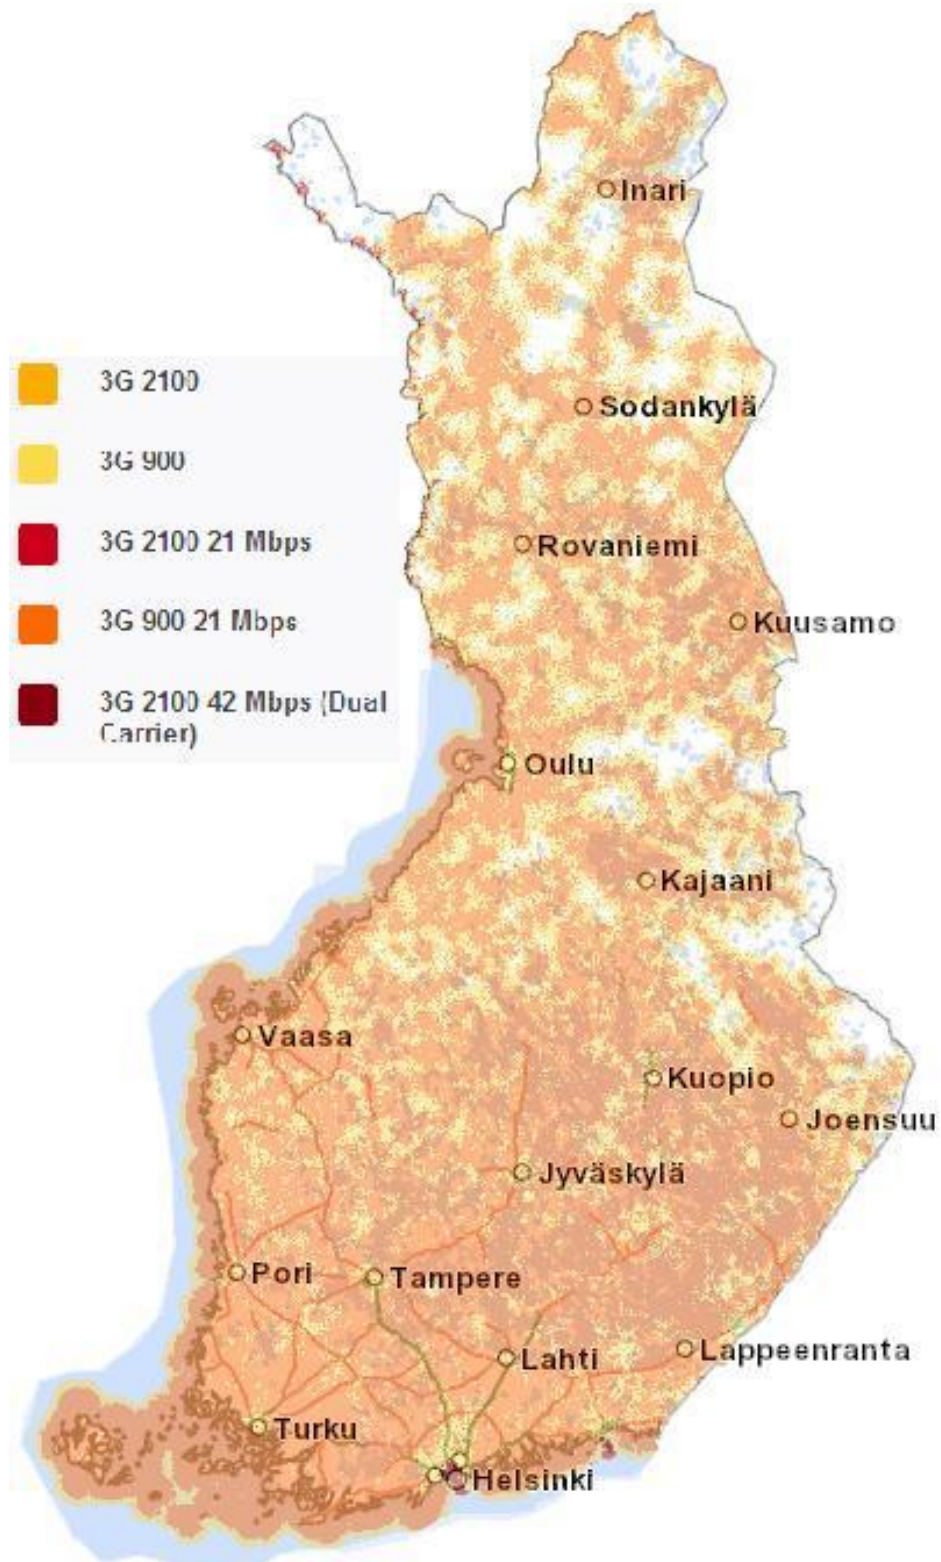 Inari
3G 2100
Sodankylä
3G 900
3G 2100 21 Mbps
Rovaniemi
3G 900 21 Mbps
Kuusamo
3G 2100 42 Mbps (Dual
Carrier)
Oulu
Kajaani
Vaasa
Kuopio
Joensuu
Jyväskylä
Pori
Tampere
Lahti
Lappeenranta
Turku
Helsinki